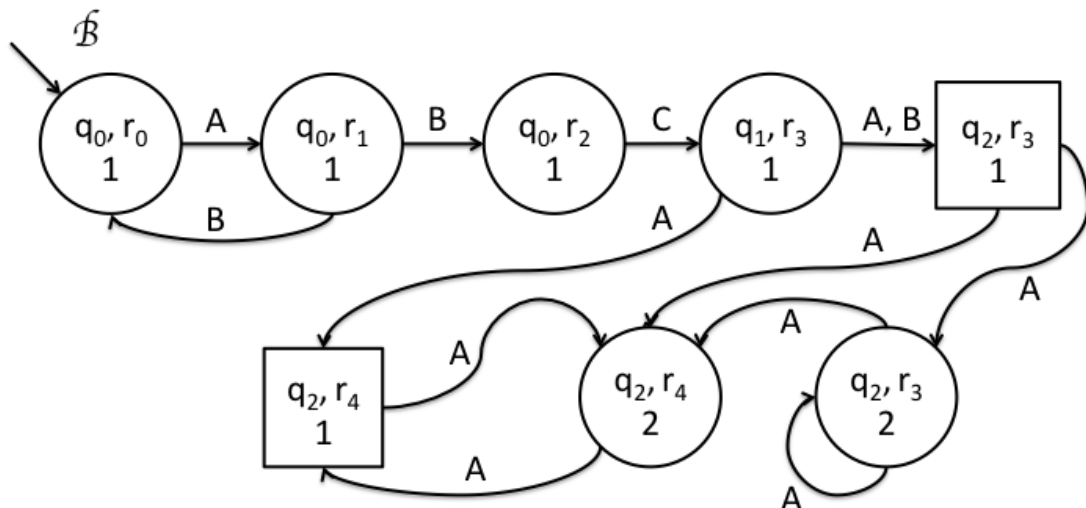 ℬ
q₀, r₀
1
A
q₀, r₁
1
B
q₀, r₂
1
C
q₁, r₃
1
A, B
q₂, r₃
1
B
A
A
A
q₂, r₄
1
A
q₂, r₄
2
A
q₂, r₃
2
A
A